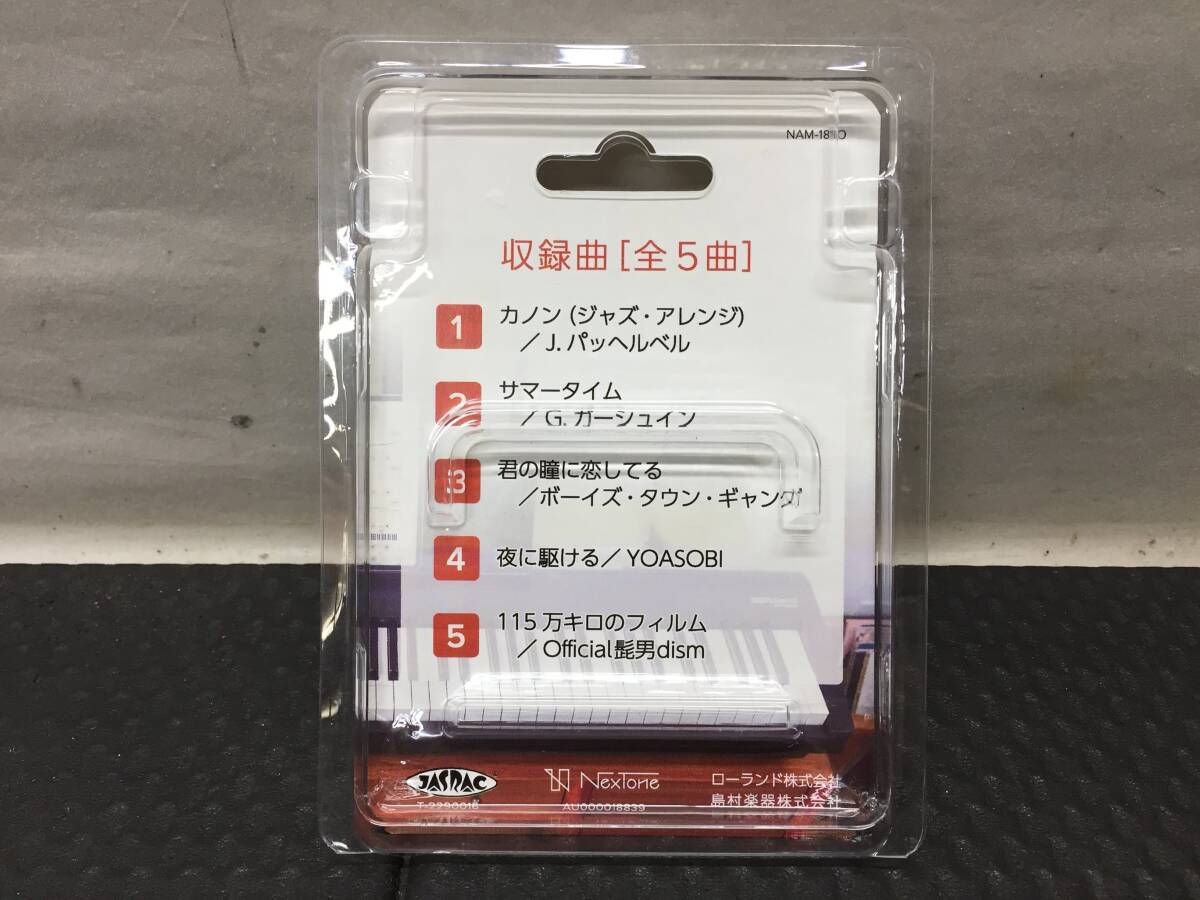 収録曲［全5曲］
1 カノン（ジャズ・アレンジ）
／J. パッヘルベル
2 サマータイム
／G. ガーシュイン
3 君の瞳に恋してる
／ボーイズ・タウン・ギャング
4 夜に駆ける／YOASOBI
5 115万キロのフィルム
／Official髭男dism
JASRAC
T-2290016
NexTone
AU000018839
ローランド株式会社
島村楽器株式会社